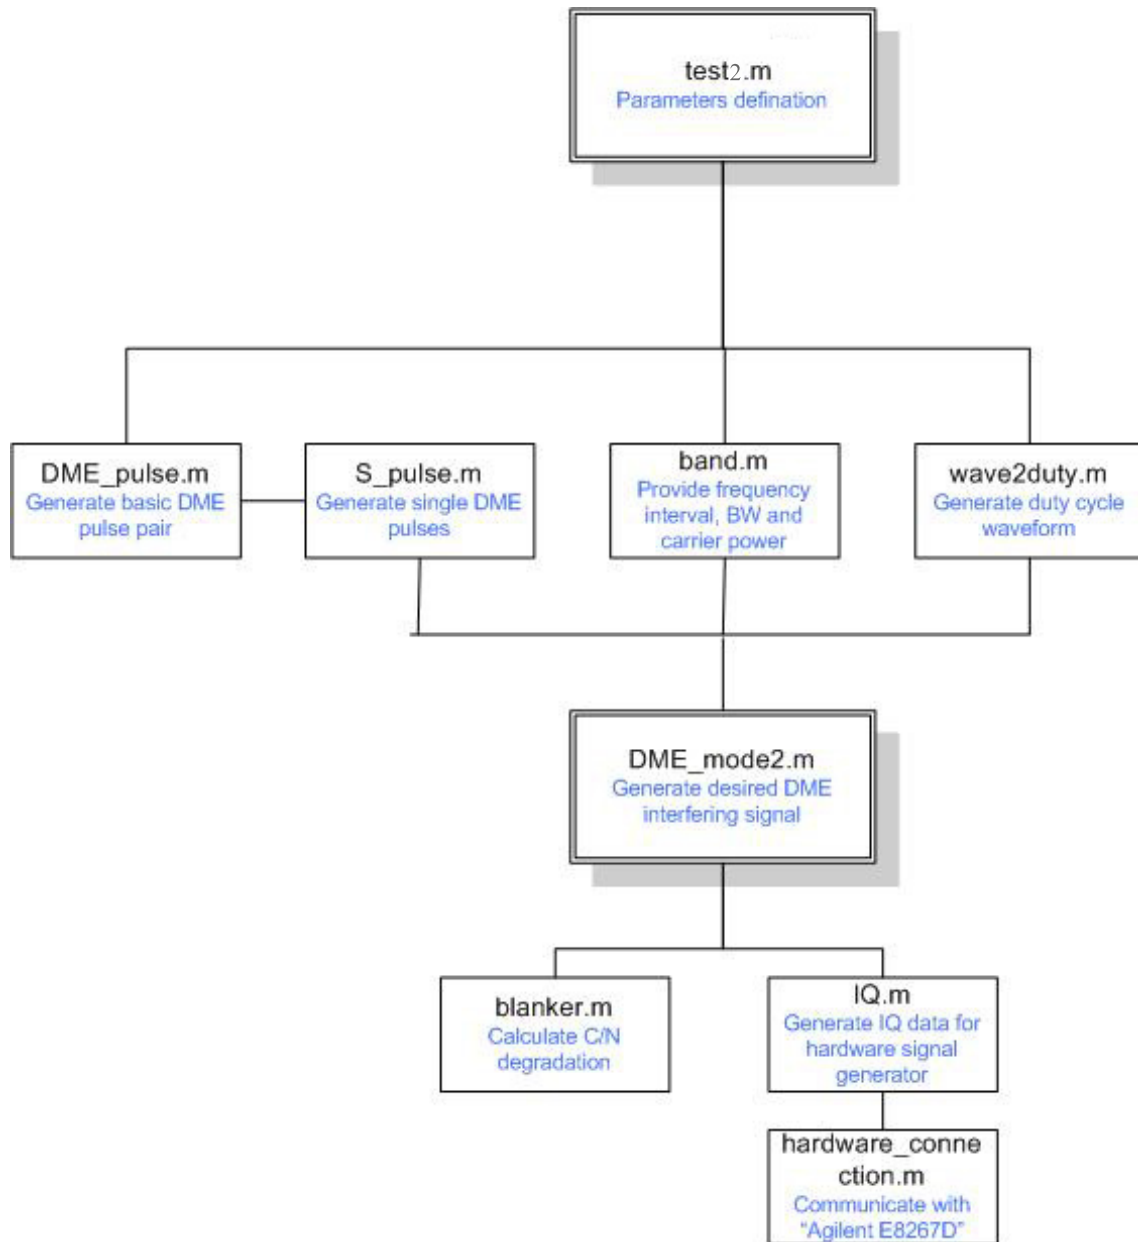 test2.m
Parameters defination
DME_pulse.m
Generate basic DME
pulse pair
S_pulse.m
Generate single DME
pulses
band.m
Provide frequency
interval, BW and
carrier power
wave2duty.m
Generate duty cycle
waveform
DME_mode2.m
Generate desired DME
interfering signal
blanker.m
Calculate C/N
degradation
IQ.m
Generate IQ data for
hardware signal
generator
hardware_conne
ction.m
Communicate with
“Agilent E8267D”